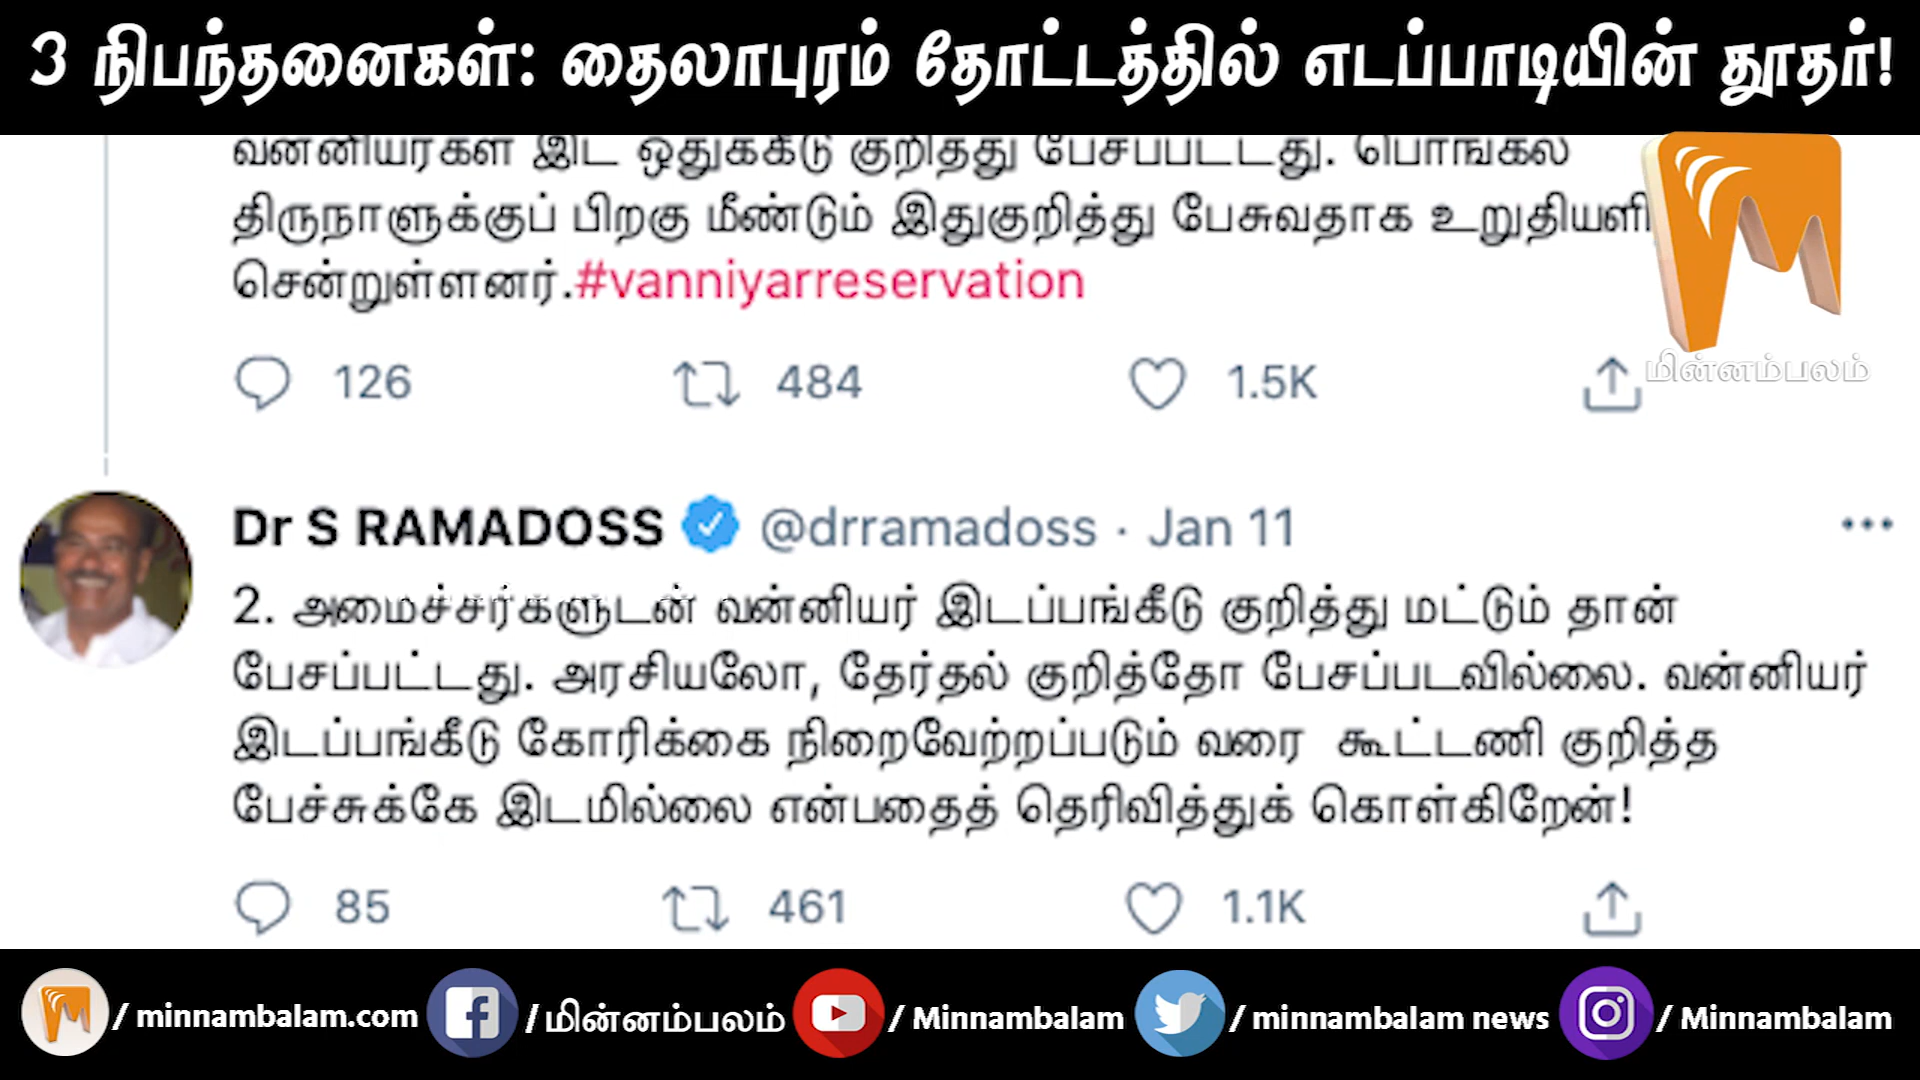 3 நிபந்தனைகள்: தைலாபுரம் தோட்டத்தில் எடப்பாடியின் தூதர்!
வன்னியர்கள் இட ஒதுக்கீடு குறித்து பேசப்பட்டது. பொங்கல்
திருநாளுக்குப் பிறகு மீண்டும் இதுகுறித்து பேசுவதாக உறுதியளி
சென்றுள்ளனர்.#vanniyarreservation
126 484 1.5K
மின்னம்பலம்
Dr S RAMADOSS @drramadoss · Jan 11
2. அமைச்சர்களுடன் வன்னியர் இடப்பங்கீடு குறித்து மட்டும் தான்
பேசப்பட்டது. அரசியலோ, தேர்தல் குறித்தோ பேசப்படவில்லை. வன்னியர்
இடப்பங்கீடு கோரிக்கை நிறைவேற்றப்படும் வரை கூட்டணி குறித்த
பேச்சுக்கே இடமில்லை என்பதைத் தெரிவித்துக் கொள்கிறேன்!
85 461 1.1K
/ minnambalam.com /மின்னம்பலம் / Minnambalam / minnambalam news / Minnambalam